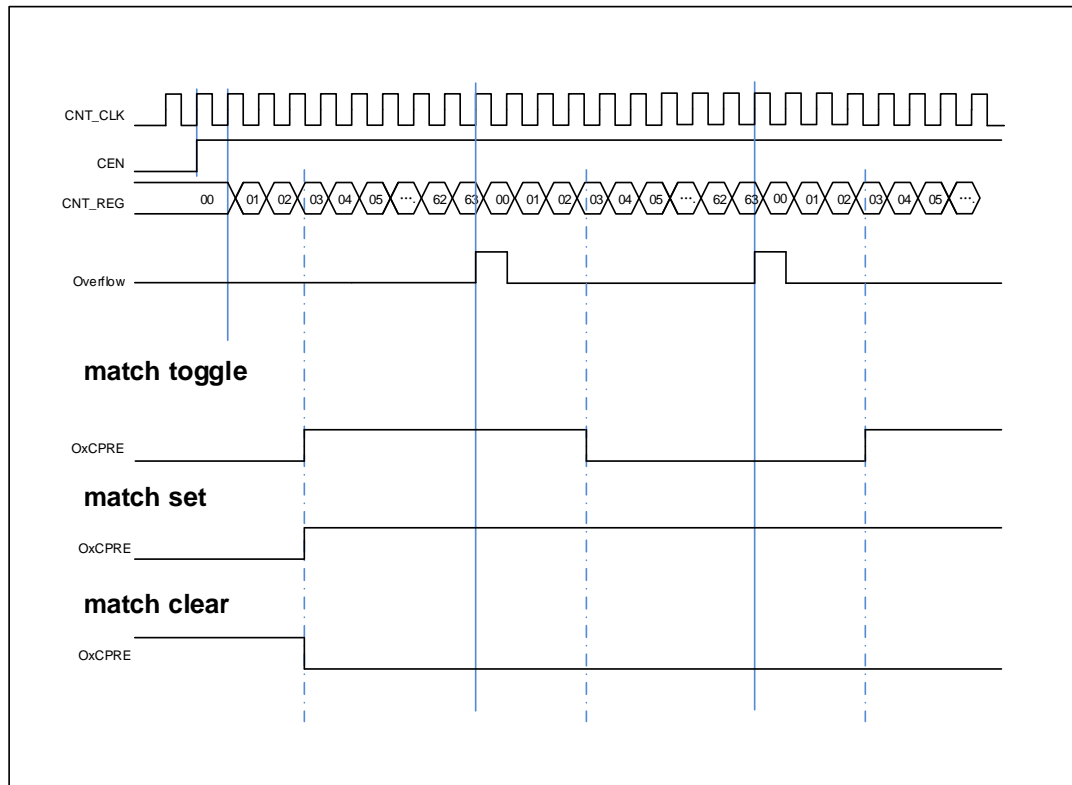 CNT_CLK
CEN
CNT_REG 00 01 02 03 04 05 ···. 62 63 00 01 02 03 04 05 ···. 62 63 00 01 02 03 04 05 ···.
Overflow
match toggle
OxCPRE
match set
OxCPRE
match clear
OxCPRE